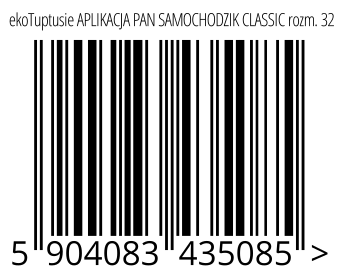 ekoTuptusie APLIKACJA PAN SAMOCHODZIK CLASSIC rozm. 32
5 904083 435085 >